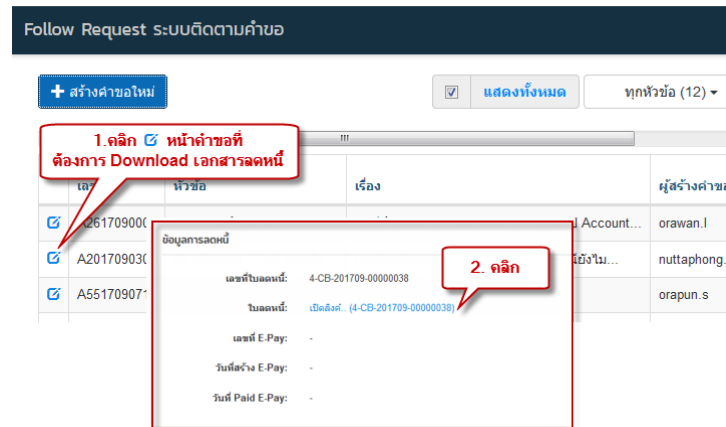 Follow Request ระบบติดตามคำขอ
สร้างคำขอใหม่
แสดงทั้งหมด
ทุกหัวข้อ (12)
1.คลิก หน้าคำขอที่
ต้องการ Download เอกสารลดหนี้
หัวข้อ
เรื่อง
ผู้สร้างคำขอ
Account...
orawan.l
A201709030
nuttaphong.
A551709071
orapun.s
ข้อมูลการลดหนี้
เลขที่ใบลดหนี้: 4-CB-201709-00000038
ใบลดหนี้: เปิดลิงค์.. (4-CB-201709-00000038)
2. คลิก
เลขที่ E-Pay: -
วันที่สร้าง E-Pay: -
วันที่ Paid E-Pay: -